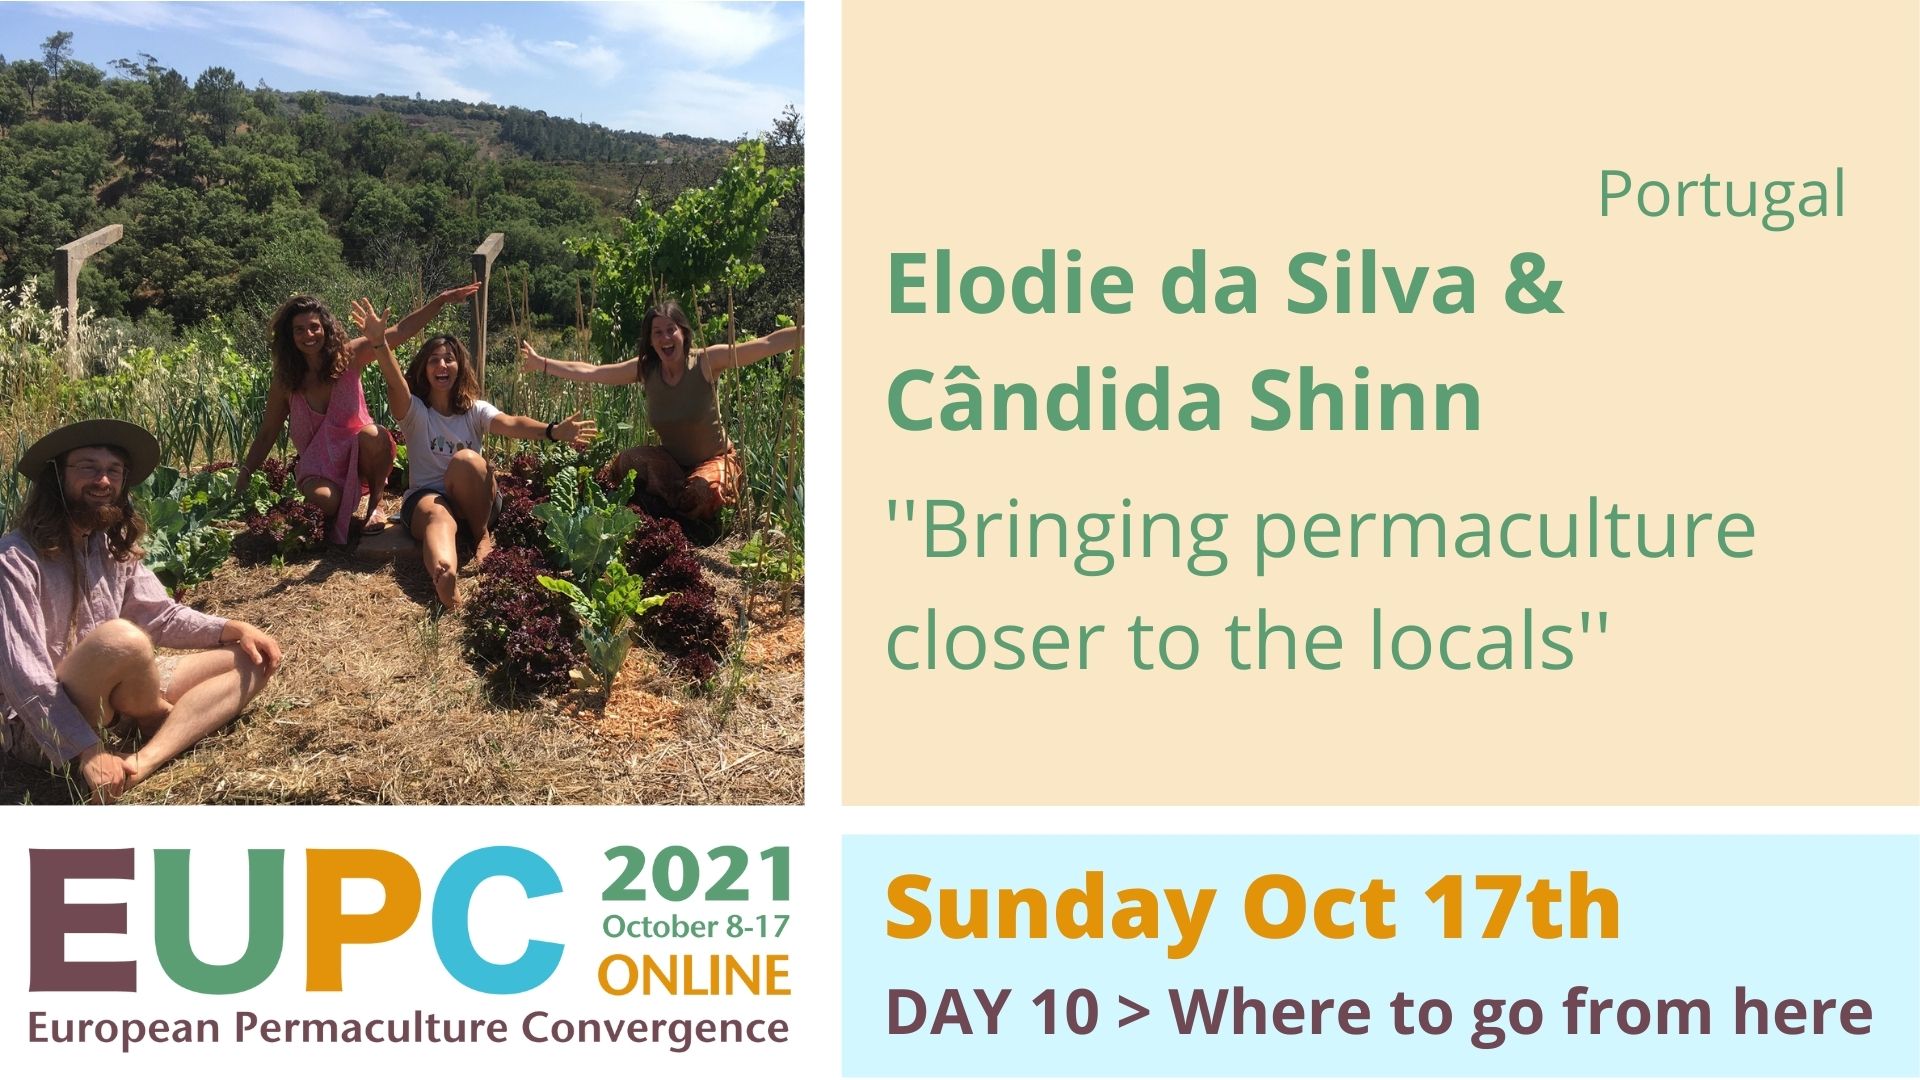 Portugal
Elodie da Silva &
Cândida Shinn
"Bringing permaculture
closer to the locals"
EUPC
2021
October 8-17
ONLINE
European Permaculture Convergence
Sunday Oct 17th
DAY 10 > Where to go from here